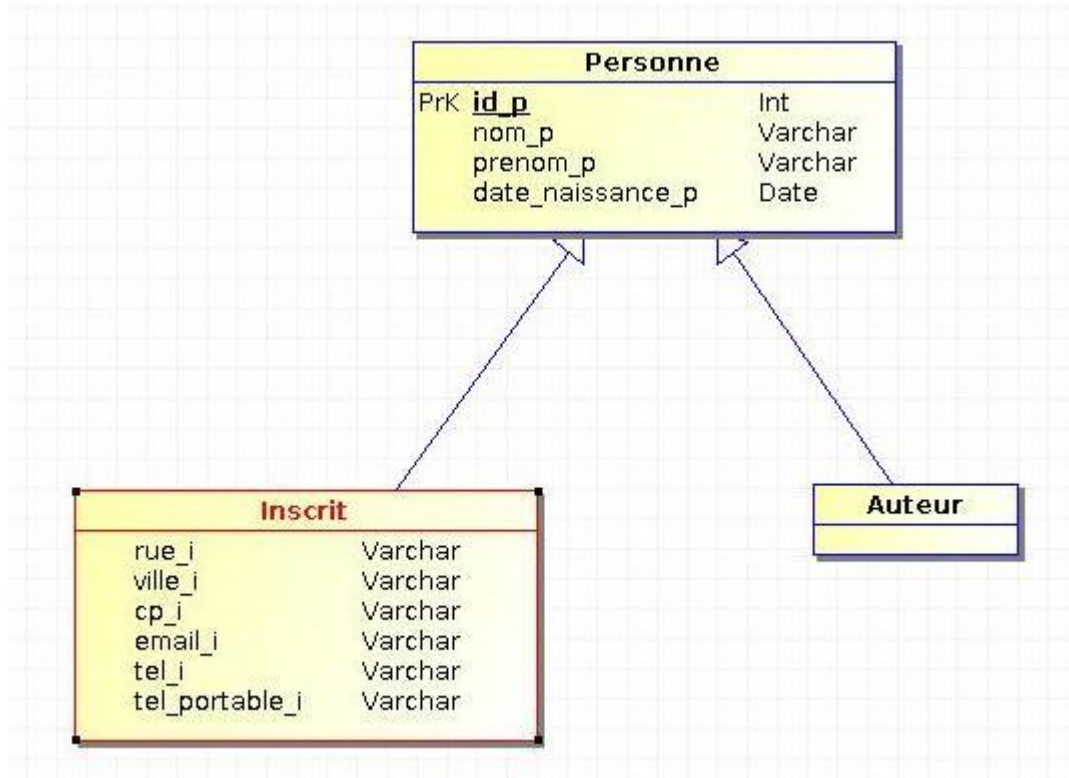 Personne
PrK id_p Int
nom_p Varchar
prenom_p Varchar
date_naissance_p Date
Inscrit
rue_i Varchar
ville_i Varchar
cp_i Varchar
email_i Varchar
tel_i Varchar
tel_portable_i Varchar
Auteur